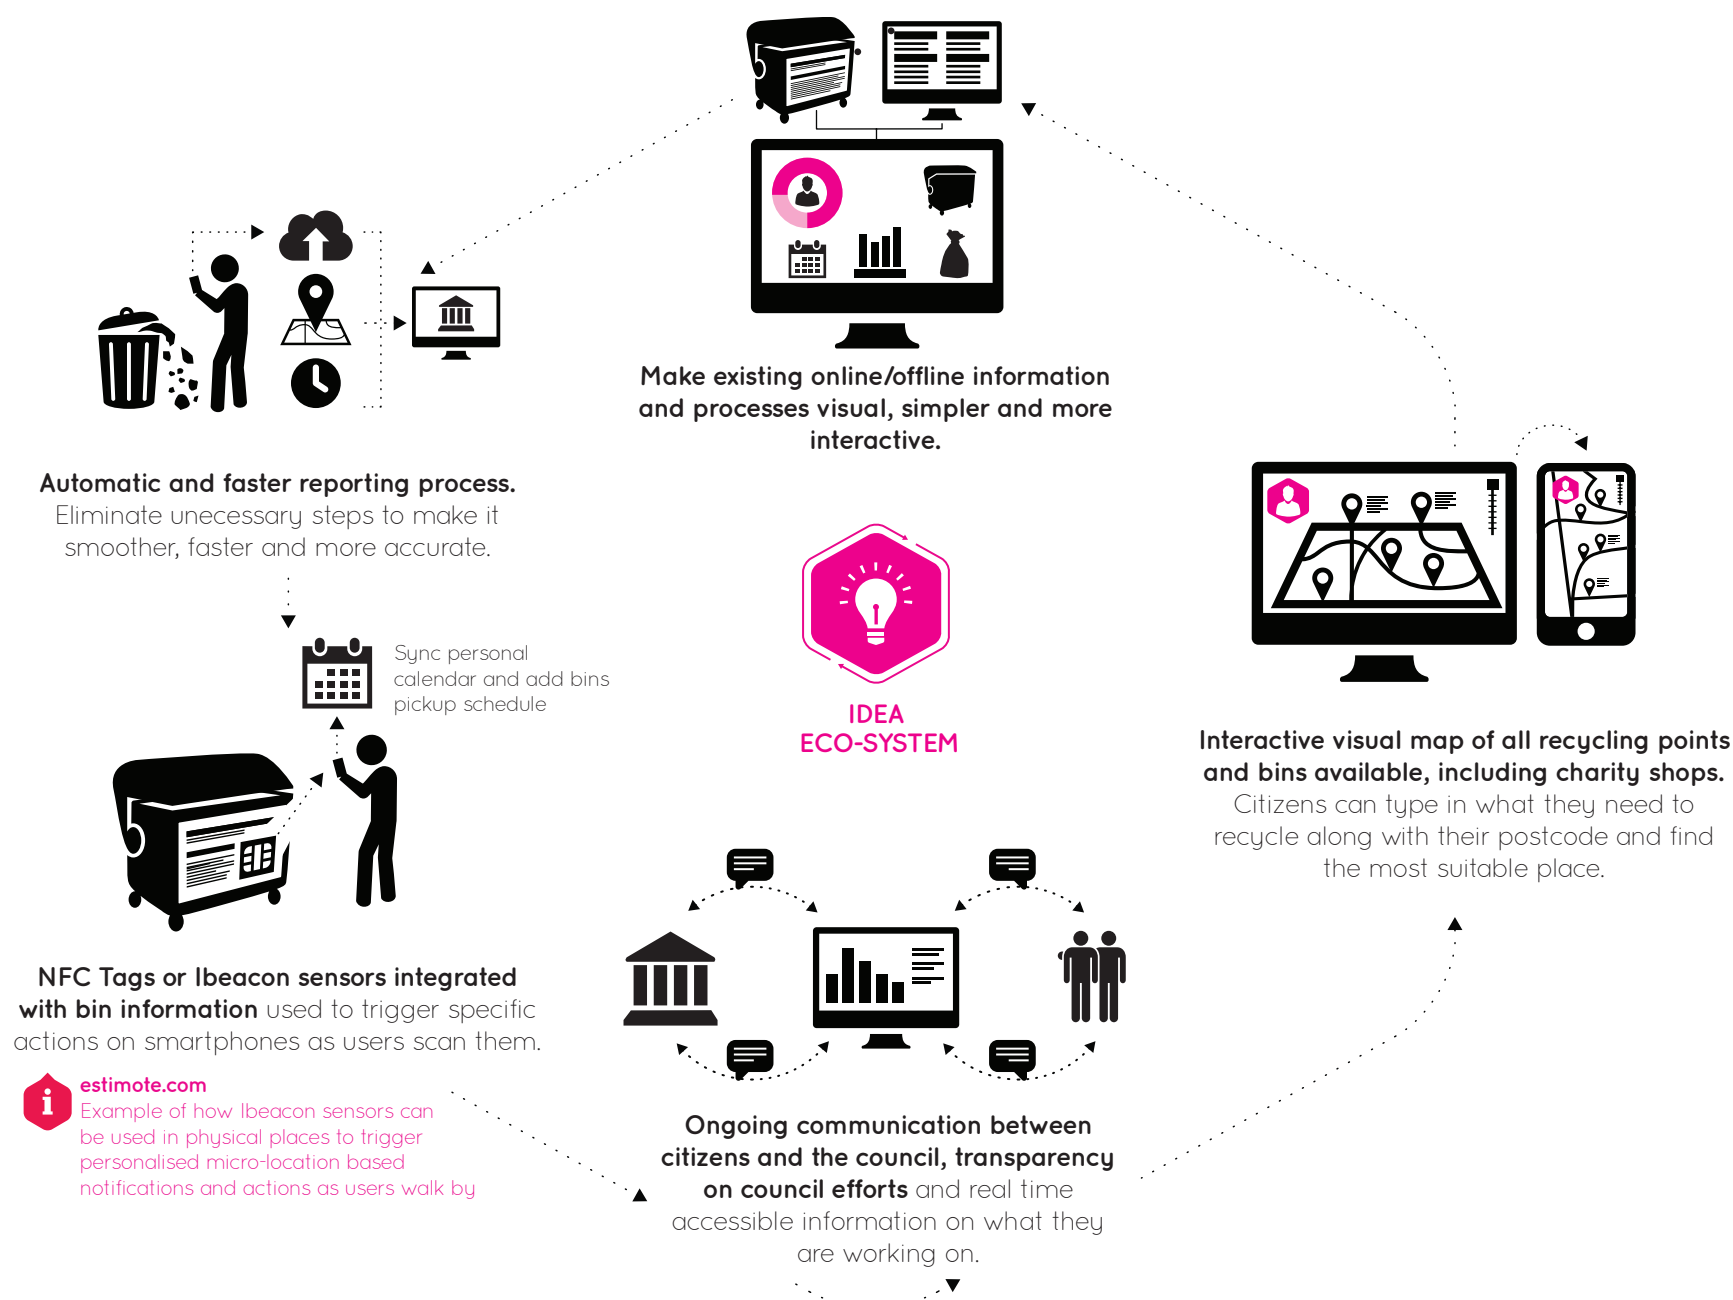 Make existing online/offline information
and processes visual, simpler and more
interactive.
Automatic and faster reporting process.
Eliminate unecessary steps to make it
smoother, faster and more accurate.
Sync personal
calendar and add bins
pickup schedule
IDEA
ECO-SYSTEM
Interactive visual map of all recycling points
and bins available, including charity shops.
Citizens can type in what they need to
recycle along with their postcode and find
the most suitable place.
NFC Tags or Ibeacon sensors integrated
with bin information used to trigger specific
actions on smartphones as users scan them.
i
estimote.com
Example of how Ibeacon sensors can
be used in physical places to trigger
personalised micro-location based
notifications and actions as users walk by
Ongoing communication between
citizens and the council, transparency
on council efforts and real time
accessible information on what they
are working on.